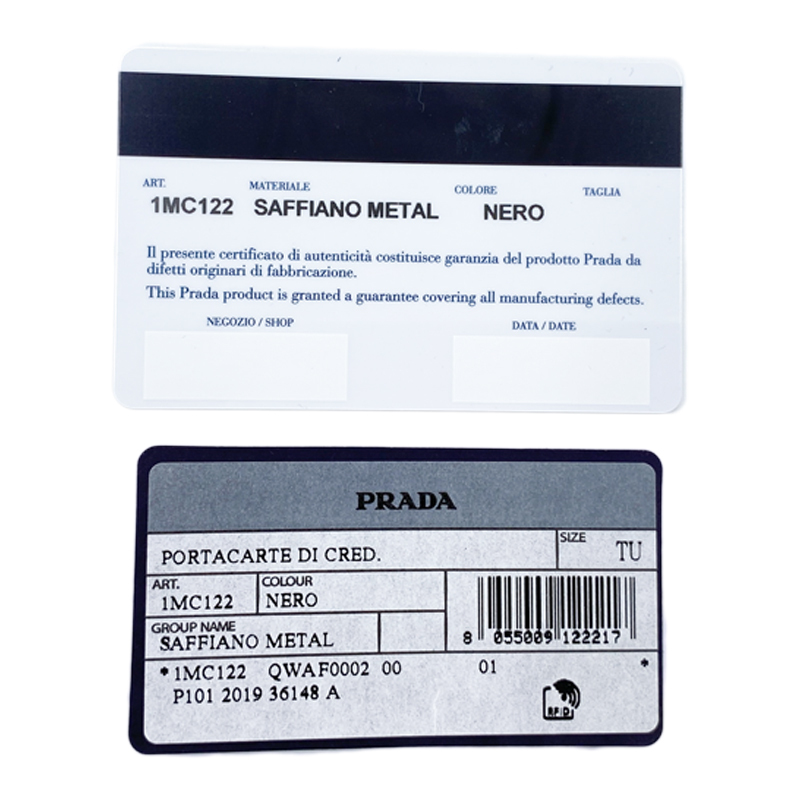 ART. MATERIALE COLORE TAGLIA
1MC122 SAFFIANO METAL NERO
Il presente certificato di autenticità costituisce garanzia del prodotto Prada da
difetti originari di fabbricazione.
This Prada product is granted a guarantee covering all manufacturing defects.
NEGOZIO / SHOP DATA / DATE
PRADA
PORTACARTE DI CRED. SIZE TU
ART. COLOUR
1MC122 NERO
GROUP NAME
SAFFIANO METAL
8 055009 122217
*1MC122 QWAF0002 00 01 *
P101 2019 36148 A
RFID